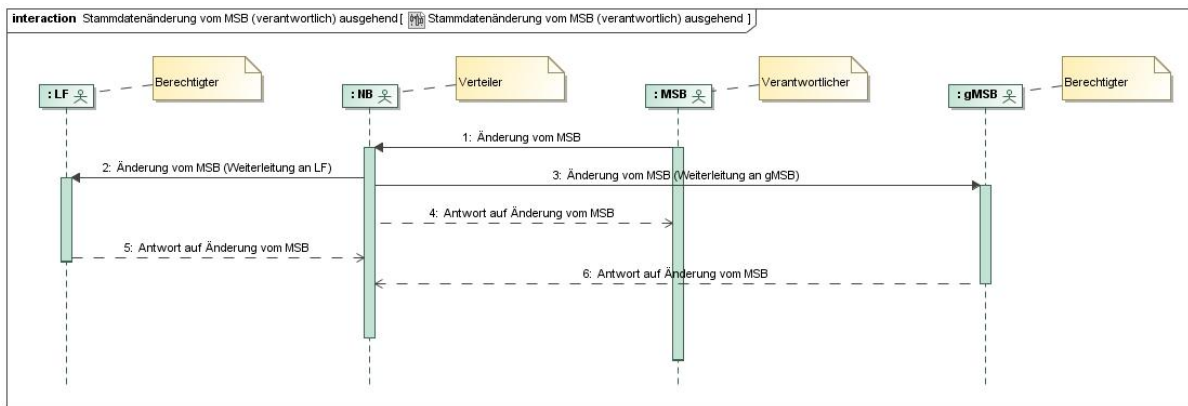 interaction Stammdatenänderung vom MSB (verantwortlich) ausgehend [ Stammdatenänderung vom MSB (verantwortlich) ausgehend ]
: LF
Berechtigter
: NB
Verteiler
: MSB
Verantwortlicher
: gMSB
Berechtigter
1: Änderung vom MSB
2: Änderung vom MSB (Weiterleitung an LF)
3: Änderung vom MSB (Weiterleitung an gMSB)
4: Antwort auf Änderung vom MSB
5: Antwort auf Änderung vom MSB
6: Antwort auf Änderung vom MSB